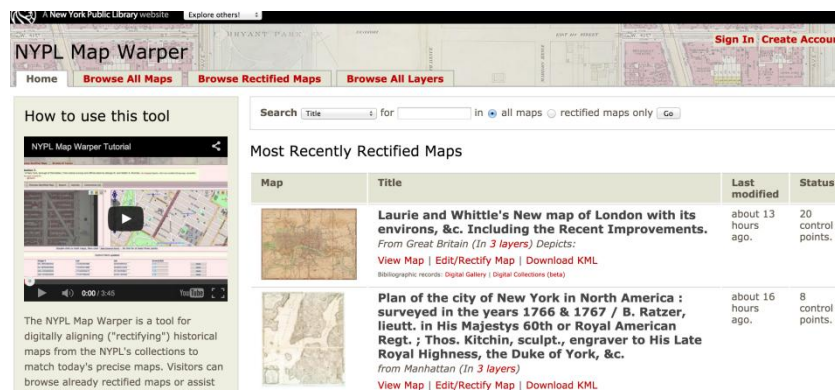 A New York Public Library website Explore others!
NYPL Map Warper
Sign In Create Accoun
Home Browse All Maps Browse Rectified Maps Browse All Layers
How to use this tool
NYPL Map Warper Tutorial
0:00 / 3:45 YouTube
The NYPL Map Warper is a tool for
digitally aligning ("rectifying") historical
maps from the NYPL's collections to
match today's precise maps. Visitors can
browse already rectified maps or assist
Search Title for in all maps rectified maps only Go
Most Recently Rectified Maps
Map Title Last modified Status
Laurie and Whittle's New map of London with its
environs, &c. Including the Recent Improvements.
From Great Britain (In 3 layers) Depicts:
View Map | Edit/Rectify Map | Download KML
Bibliographic records: Digital Gallery | Digital Collections (beta)
about 13
hours
ago.
20
control
points.
Plan of the city of New York in North America :
surveyed in the years 1766 & 1767 / B. Ratzer,
lieutt. in His Majestys 60th or Royal American
Regt. ; Thos. Kitchin, sculpt., engraver to His Late
Royal Highness, the Duke of York, &c.
from Manhattan (In 3 layers)
View Map | Edit/Rectify Map | Download KML
about 16
hours
ago.
8
control
points.